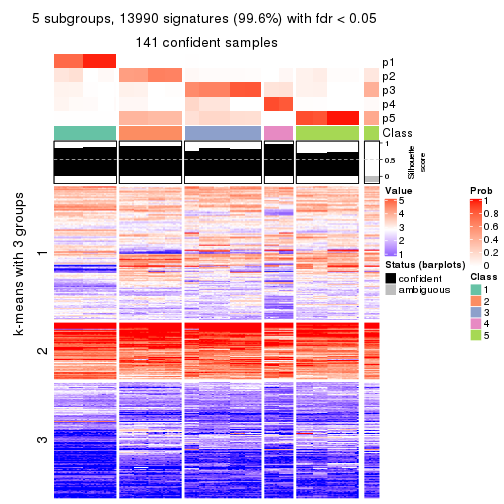 5 subgroups, 13990 signatures (99.6%) with fdr < 0.05
141 confident samples
p1
p2
p3
p4
p5
Class
1
0.5
0
Silhouette
score
k-means with 3 groups
1
2
3
Value
5
4
3
2
1
Status (barplots)
confident
ambiguous
Prob
1
0.8
0.6
0.4
0.2
0
Class
1
2
3
4
5